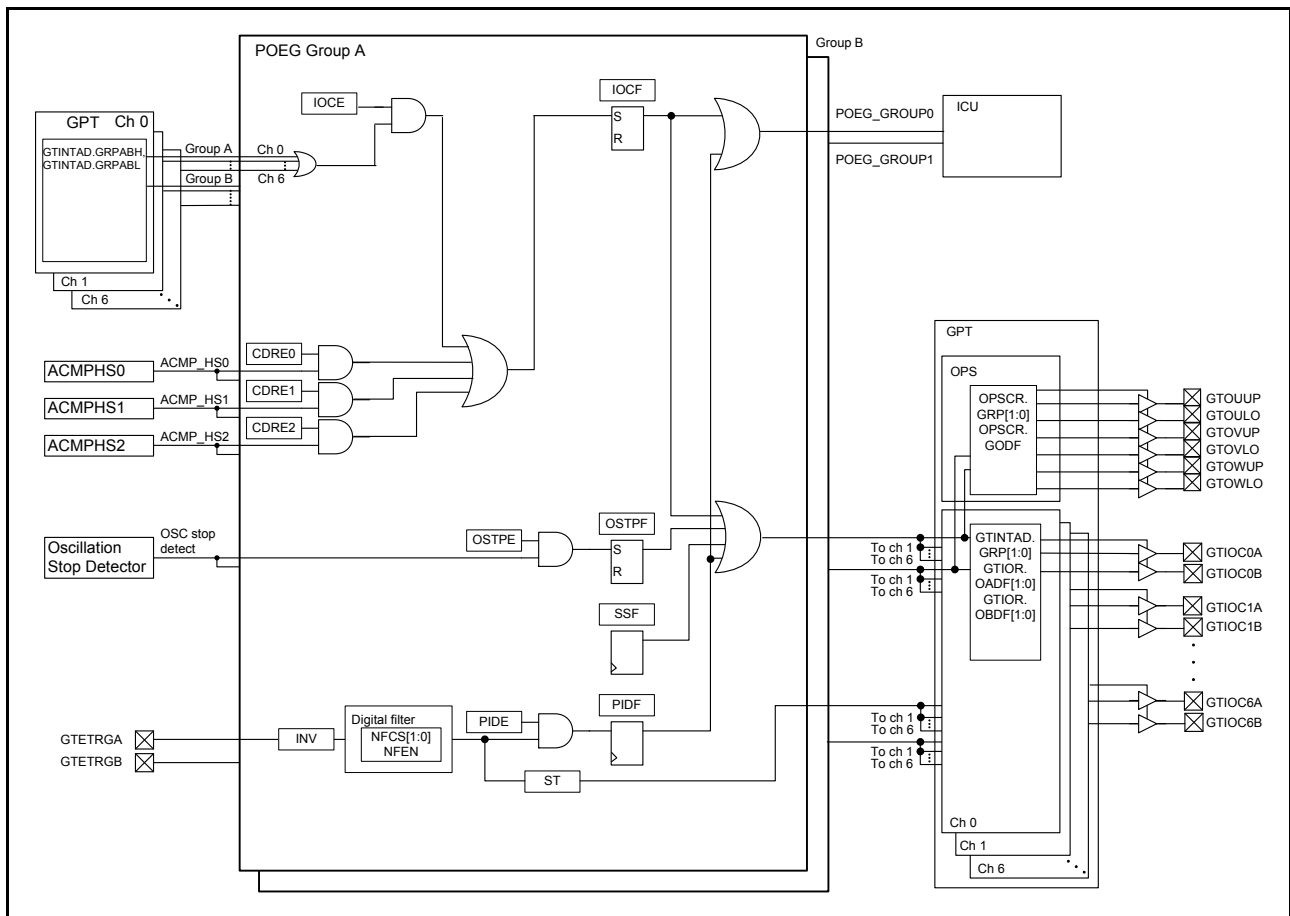 POEG Group A
Group B
IOCE
IOCF
S
R
POEG_GROUP0
POEG_GROUP1
ICU
GPT Ch 0
GTINTAD.GRPABH,
GTINTAD.GRPABL
Group A
Group B
Ch 0
Ch 6
Ch 1
Ch 6
ACMPHS0
ACMP_HS0
CDRE0
ACMPHS1
ACMP_HS1
CDRE1
ACMPHS2
ACMP_HS2
CDRE2
Oscillation
Stop Detector
OSC stop
detect
OSTPE
OSTPF
S
R
SSF
GTETRGA
GTETRGB
INV
Digital filter
NFCS[1:0]
NFEN
PIDE
PIDF
ST
To ch 1
To ch 6
To ch 1
To ch 6
To ch 1
To ch 6
To ch 1
To ch 6
GPT
OPS
OPSCR.
GRP[1:0]
OPSCR.
GODF
GTOUUP
GTOULO
GTOVUP
GTOVLO
GTOWUP
GTOWLO
GTINTAD.
GRP[1:0]
GTIOR.
OADF[1:0]
GTIOR.
OBDF[1:0]
GTIOC0A
GTIOC0B
GTIOC1A
GTIOC1B
GTIOC6A
GTIOC6B
Ch 0
Ch 1
Ch 6